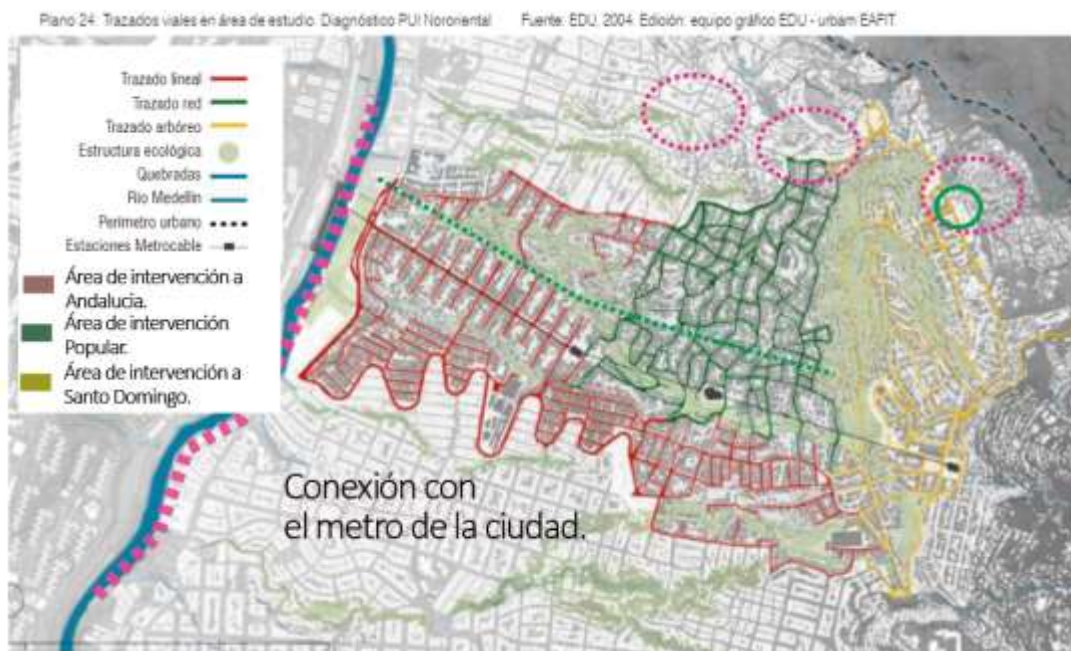 Plano 24: Trazados viales en área de estudio. Diagnóstico PUI Nororiental    Fuente: EDU, 2004. Edición: equipo gráfico EDU - urbam EAFIT.
Trazado lineal
Trazado red
Trazado arbóreo
Estructura ecológica
Quebradas
Río Medellín
Perímetro urbano
Estaciones Metrocable
Área de intervención a
Andalucía.
Área de intervención
Popular.
Área de intervención a
Santo Domingo.
Conexión con
el metro de la ciudad.